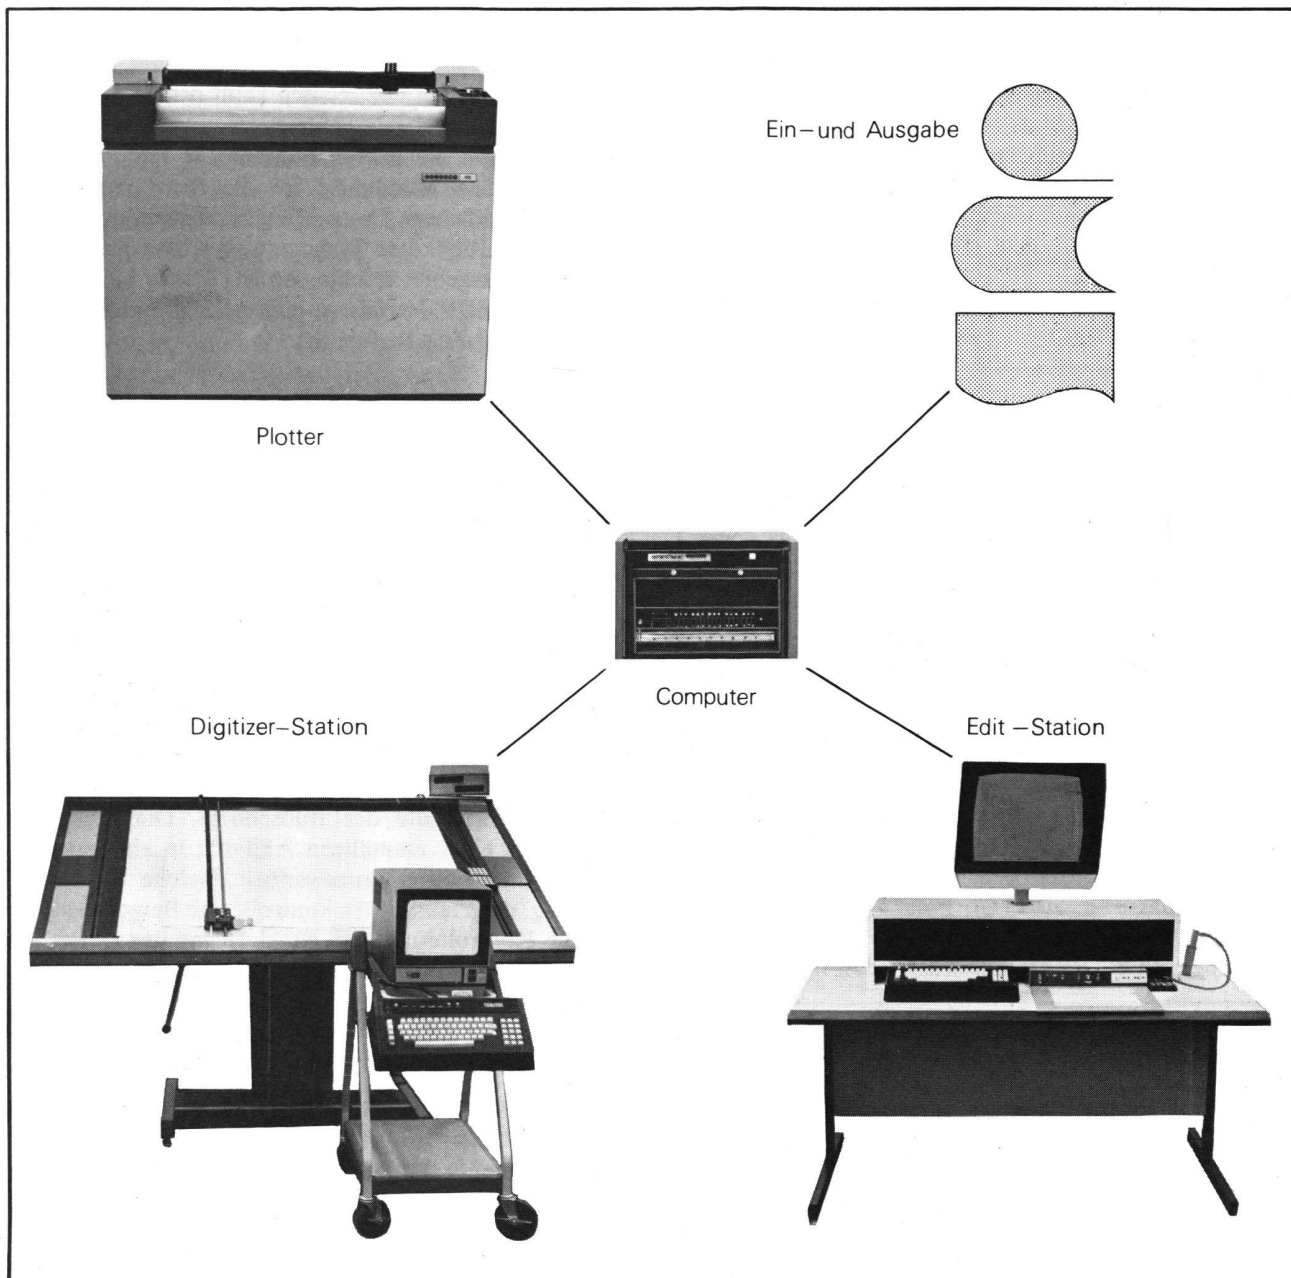 Ein-und Ausgabe
Plotter
Computer
Digitizer-Station
Edit-Station